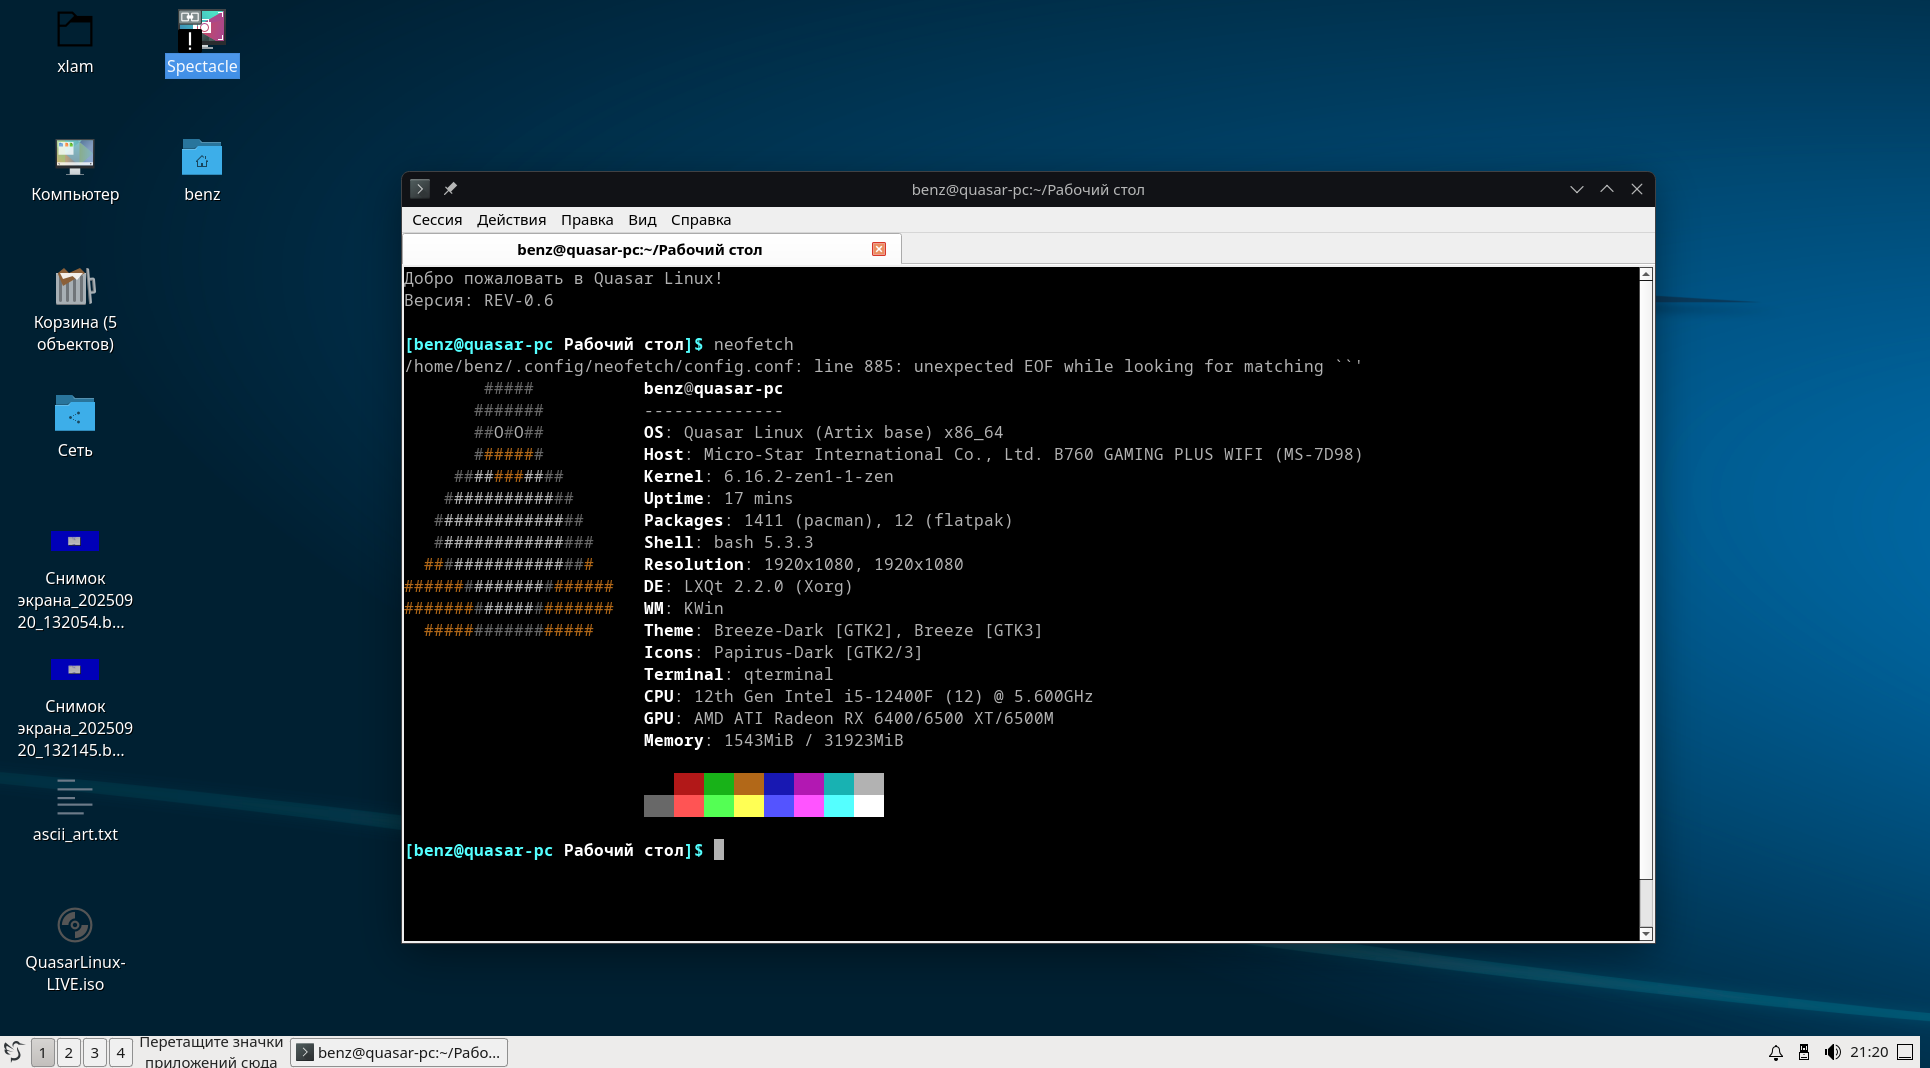 xlam
Spectacle
Компьютер
benz
Корзина (5
объектов)
Сеть
Снимок
экрана_202509
20_132054.b...
Снимок
экрана_202509
20_132145.b...
ascii_art.txt
QuasarLinux-
LIVE.iso
benz@quasar-pc:~/Рабочий стол
Сессия Действия Правка Вид Справка
benz@quasar-pc:~/Рабочий стол
Добро пожаловать в Quasar Linux!
Версия: REV-0.6
[benz@quasar-pc Рабочий стол]$ neofetch
/home/benz/.config/neofetch/config.conf: line 885: unexpected EOF while looking for matching ``'
        #####           benz@quasar-pc
       #######          --------------
       ##O#O##          OS: Quasar Linux (Artix base) x86_64
       #######          Host: Micro-Star International Co., Ltd. B760 GAMING PLUS WIFI (MS-7D98)
     ###########        Kernel: 6.16.2-zen1-1-zen
    #############       Uptime: 17 mins
   ###############      Packages: 1411 (pacman), 12 (flatpak)
   ################     Shell: bash 5.3.3
  #################     Resolution: 1920x1080, 1920x1080
#####################   DE: LXQt 2.2.0 (Xorg)
#####################   WM: KWin
  #################     Theme: Breeze-Dark [GTK2], Breeze [GTK3]
Icons: Papirus-Dark [GTK2/3]
Terminal: qterminal
CPU: 12th Gen Intel i5-12400F (12) @ 5.600GHz
GPU: AMD ATI Radeon RX 6400/6500 XT/6500M
Memory: 1543MiB / 31923MiB
[benz@quasar-pc Рабочий стол]$
1 2 3 4
Перетащите значки
приложений сюда
benz@quasar-pc:~/Рабо...
21:20